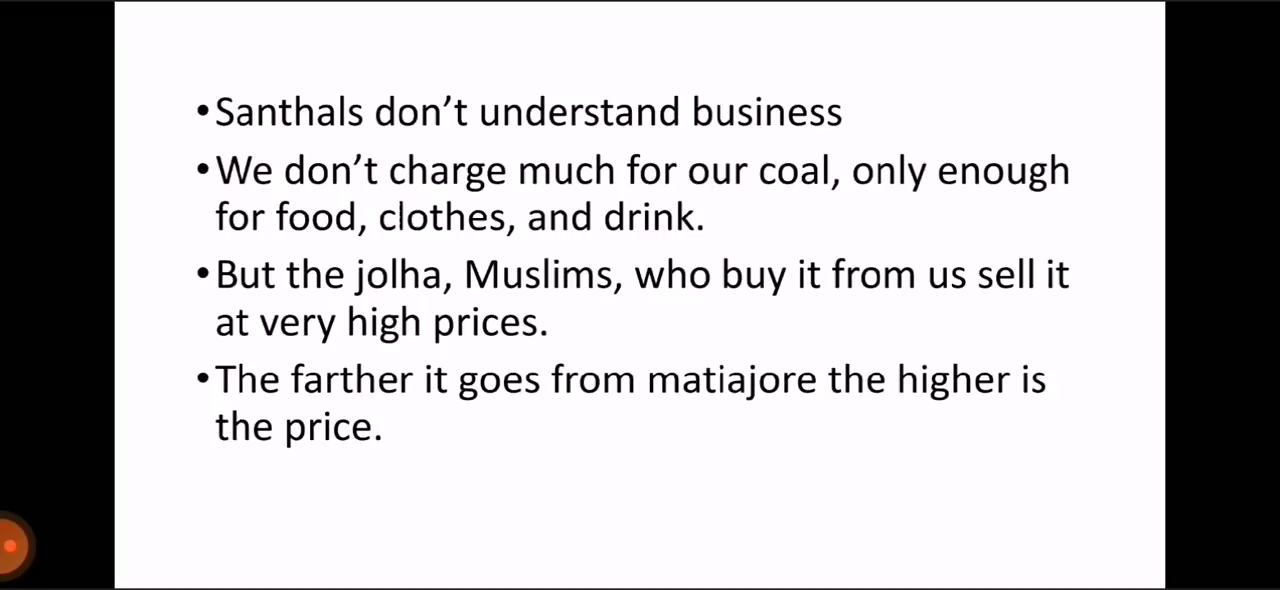 •Santhals don’t understand business
•We don’t charge much for our coal, only enough
for food, clothes, and drink.
•But the jolha, Muslims, who buy it from us sell it
at very high prices.
•The farther it goes from matiajore the higher is
the price.